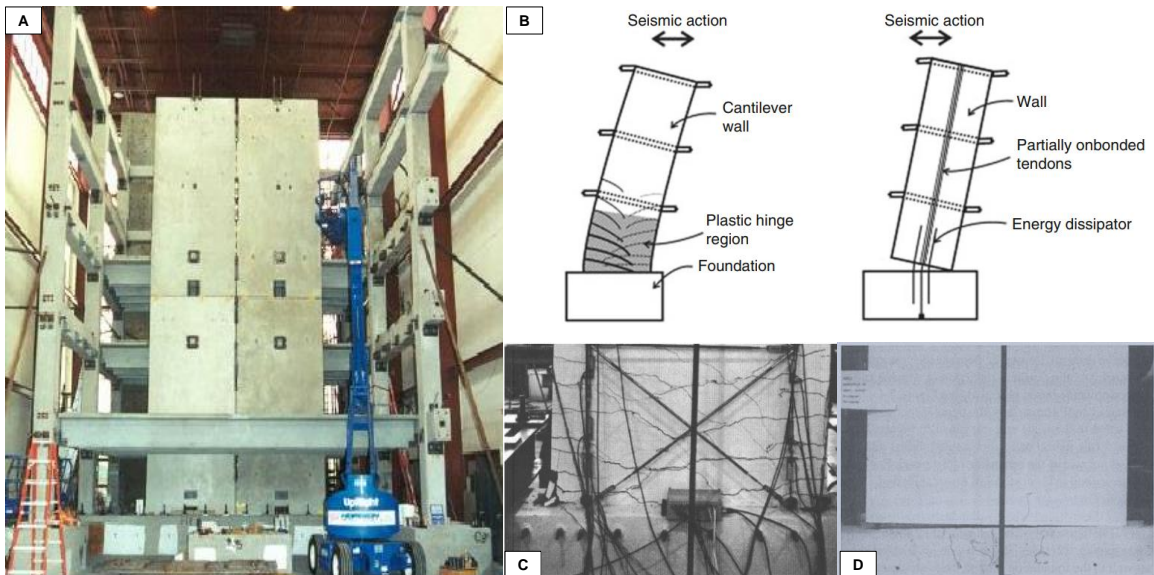 A
B
Seismic action
Cantilever
wall
Plastic hinge
region
Foundation
Seismic action
Wall
Partially onbonded
tendons
Energy dissipator
UpRight
C
D